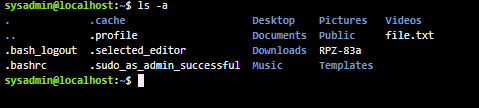 sysadmin@localhost:~$ ls -a
.             .cache                     Desktop    Pictures   Videos
..            .profile                   Documents  Public     file.txt
.bash_logout  .selected_editor           Downloads  RPZ-83a
.bashrc       .sudo_as_admin_successful  Music      Templates
sysadmin@localhost:~$